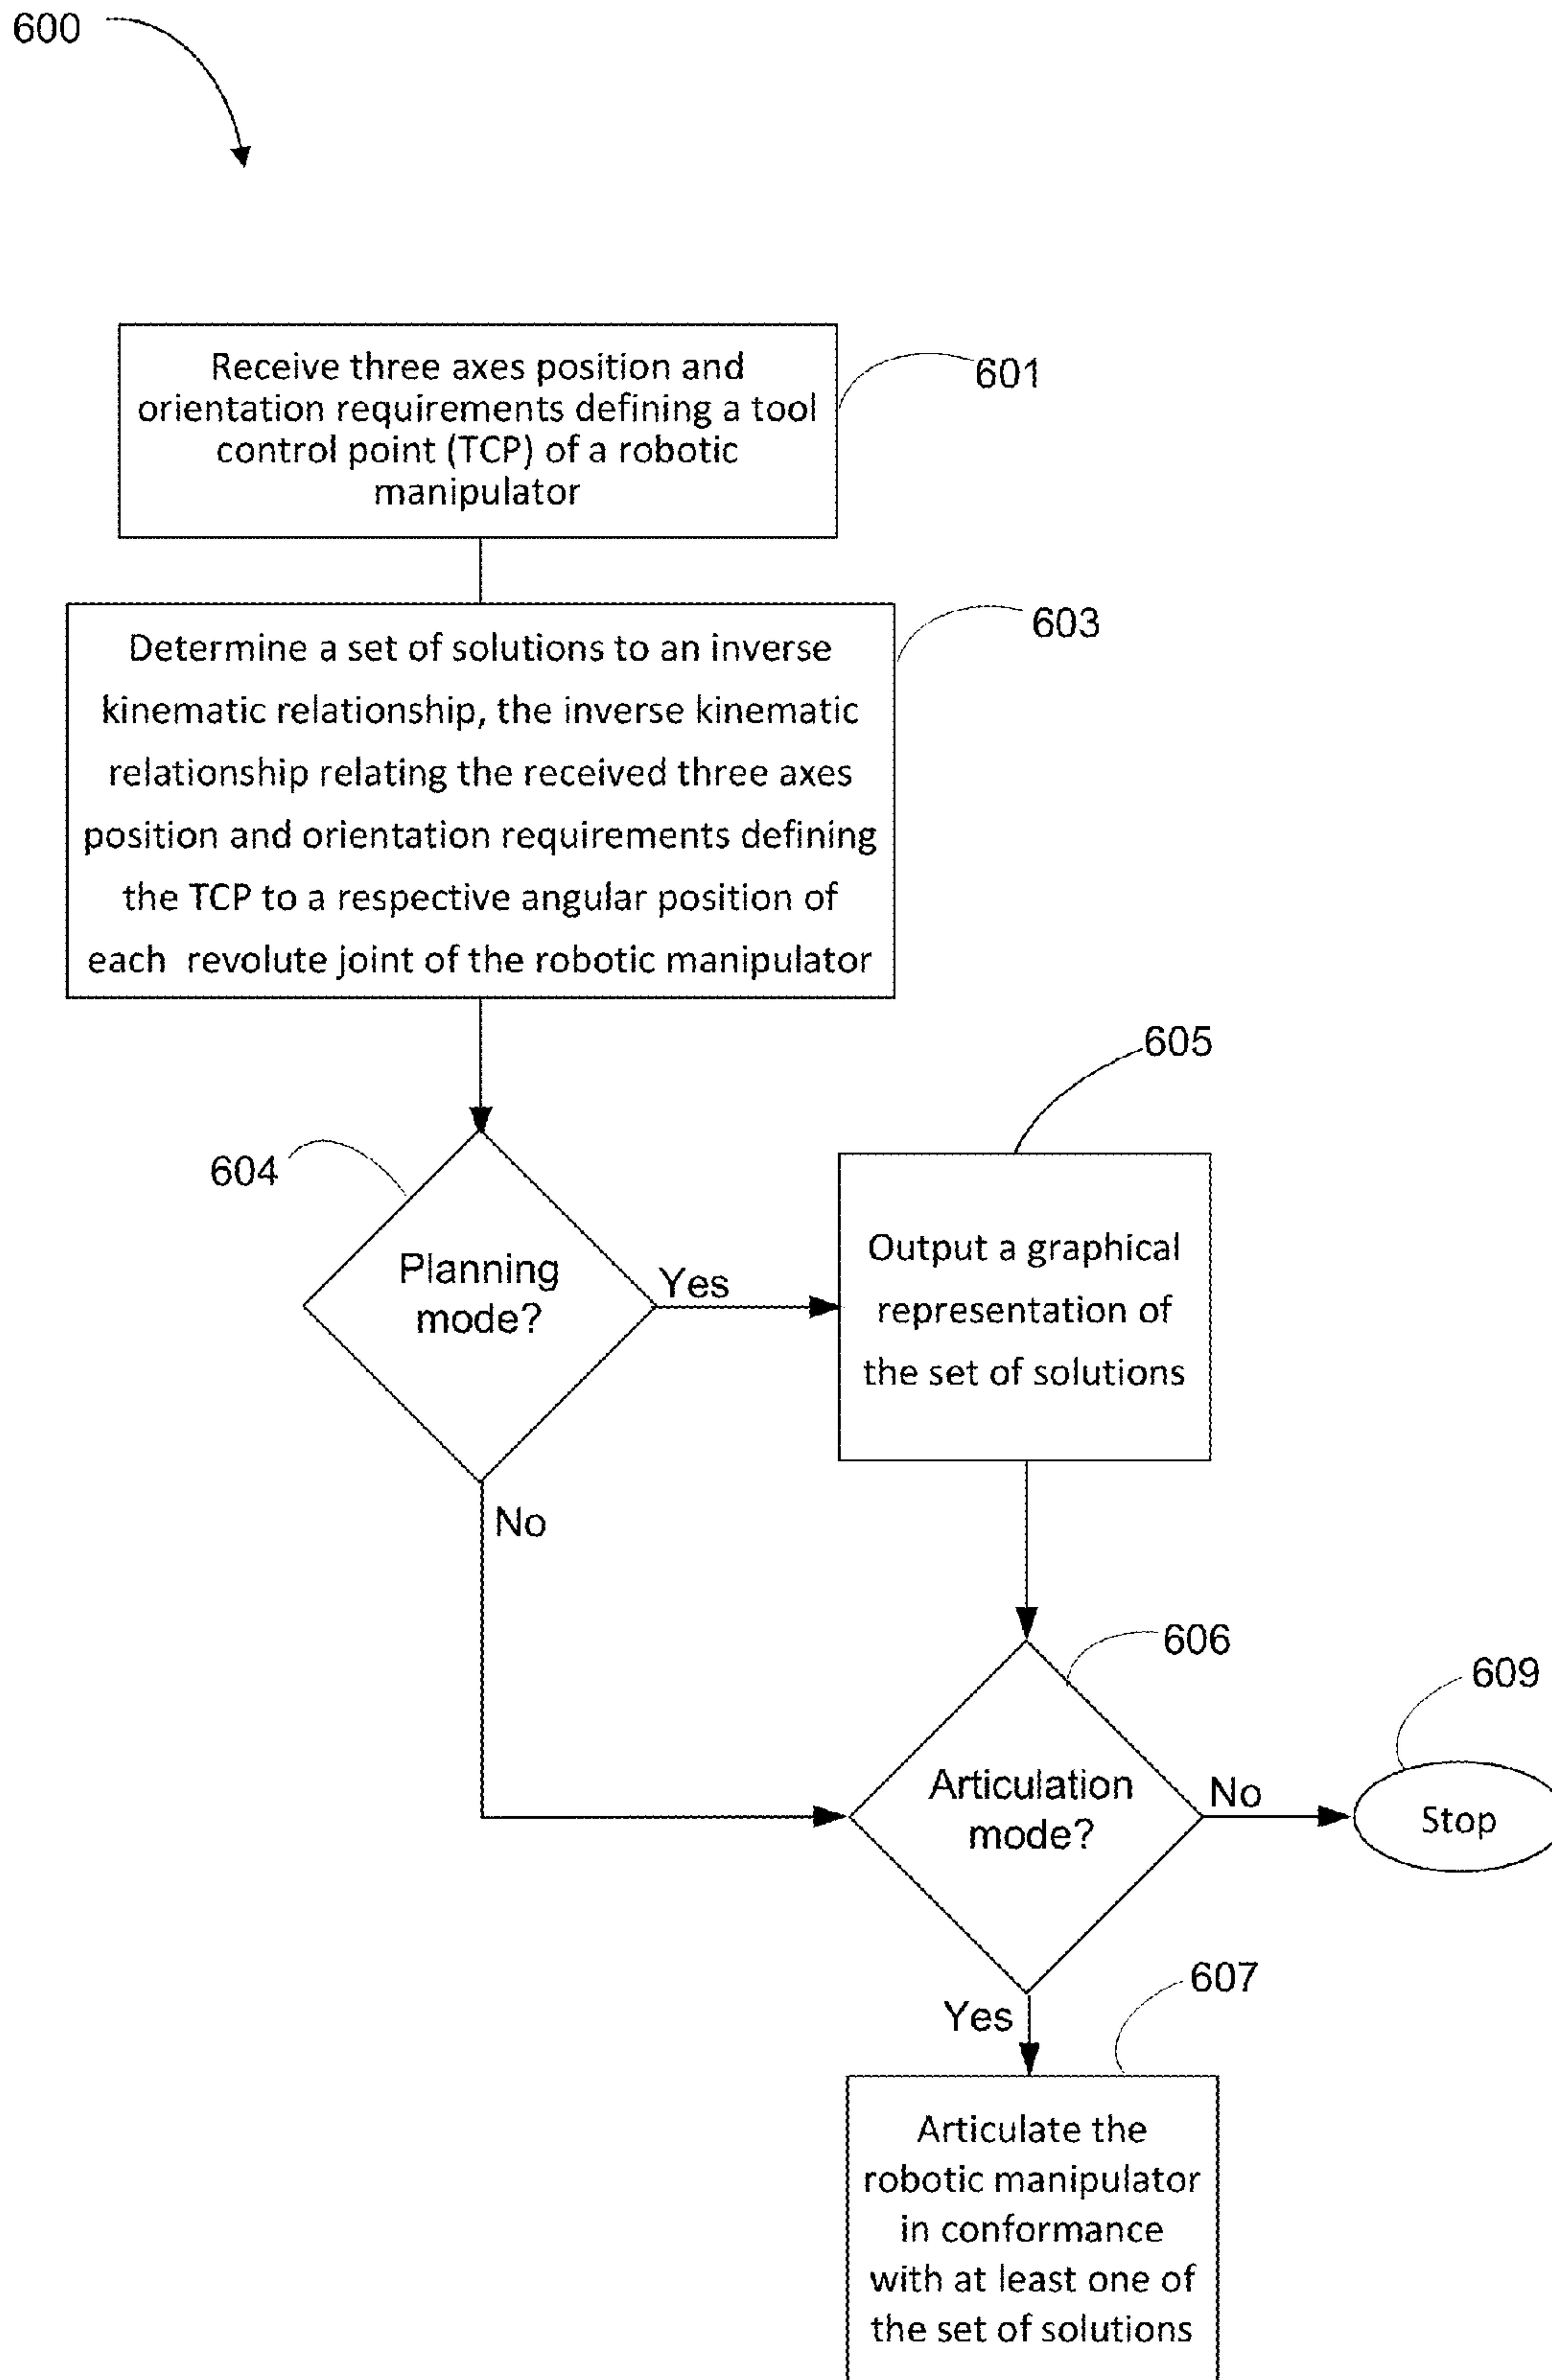 600
Receive three axes position and
orientation requirements defining a tool
control point (TCP) of a robotic
manipulator
601
Determine a set of solutions to an inverse
kinematic relationship, the inverse kinematic
relationship relating the received three axes
position and orientation requirements defining
the TCP to a respective angular position of
each revolute joint of the robotic manipulator
603
604
Planning
mode?
Yes
No
605
Output a graphical
representation of
the set of solutions
606
Articulation
mode?
No
609
Stop
Yes
607
Articulate the
robotic manipulator
in conformance
with at least one of
the set of solutions